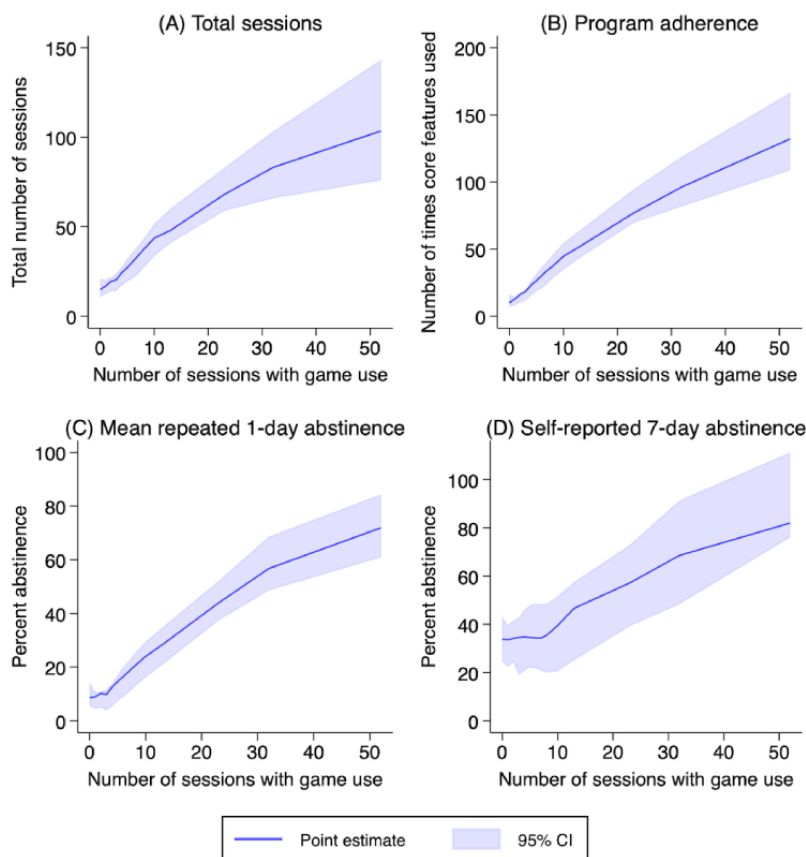 (A) Total sessions
Total number of sessions
150
100
50
0
0 10 20 30 40 50
Number of sessions with game use
(B) Program adherence
Number of times core features used
200
150
100
50
0
0 10 20 30 40 50
Number of sessions with game use
(C) Mean repeated 1-day abstinence
Percent abstinence
100
80
60
40
20
0
0 10 20 30 40 50
Number of sessions with game use
(D) Self-reported 7-day abstinence
Percent abstinence
100
80
60
40
20
0
0 10 20 30 40 50
Number of sessions with game use
Point estimate 95% CI